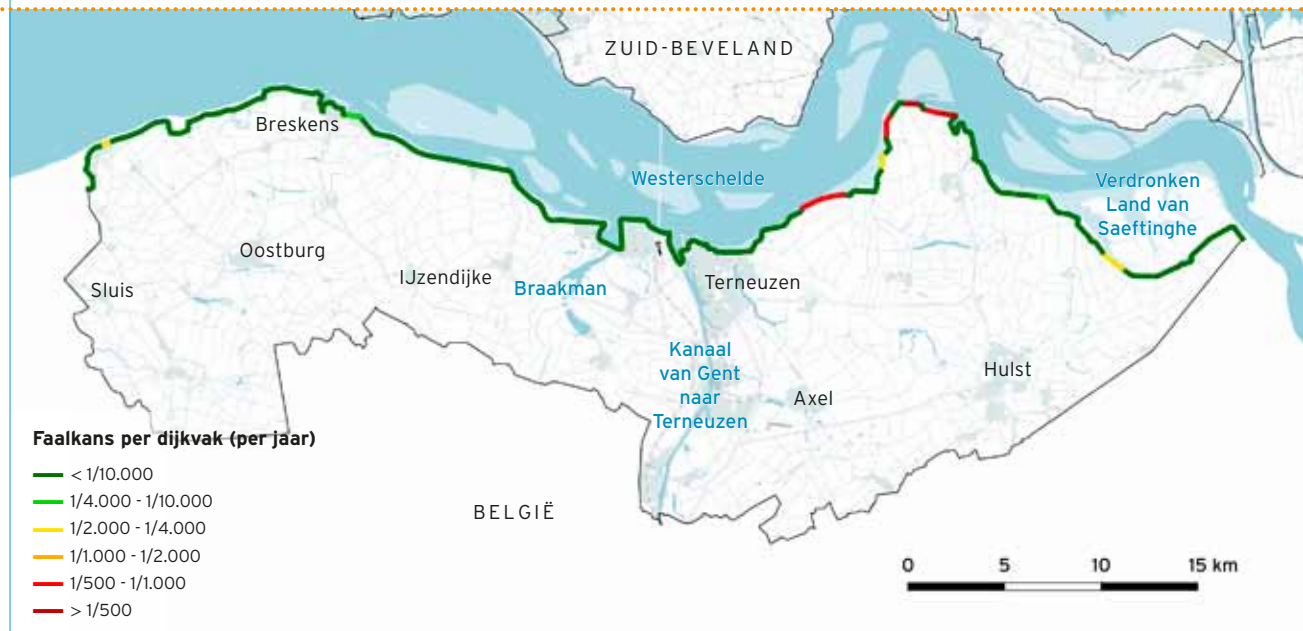 ZUID-BEVELAND
Breskens
Westerschelde
Verdronken
Land van
Saeftinghe
Oostburg
IJzendijke
Braakman
Terneuzen
Sluis
Kanaal
van Gent
naar
Terneuzen
Axel
Hulst
Faalkans per dijkvak (per jaar)
< 1/10.000
1/4.000 - 1/10.000
1/2.000 - 1/4.000
1/1.000 - 1/2.000
1/500 - 1/1.000
> 1/500
BELGIË
0 5 10 15 km